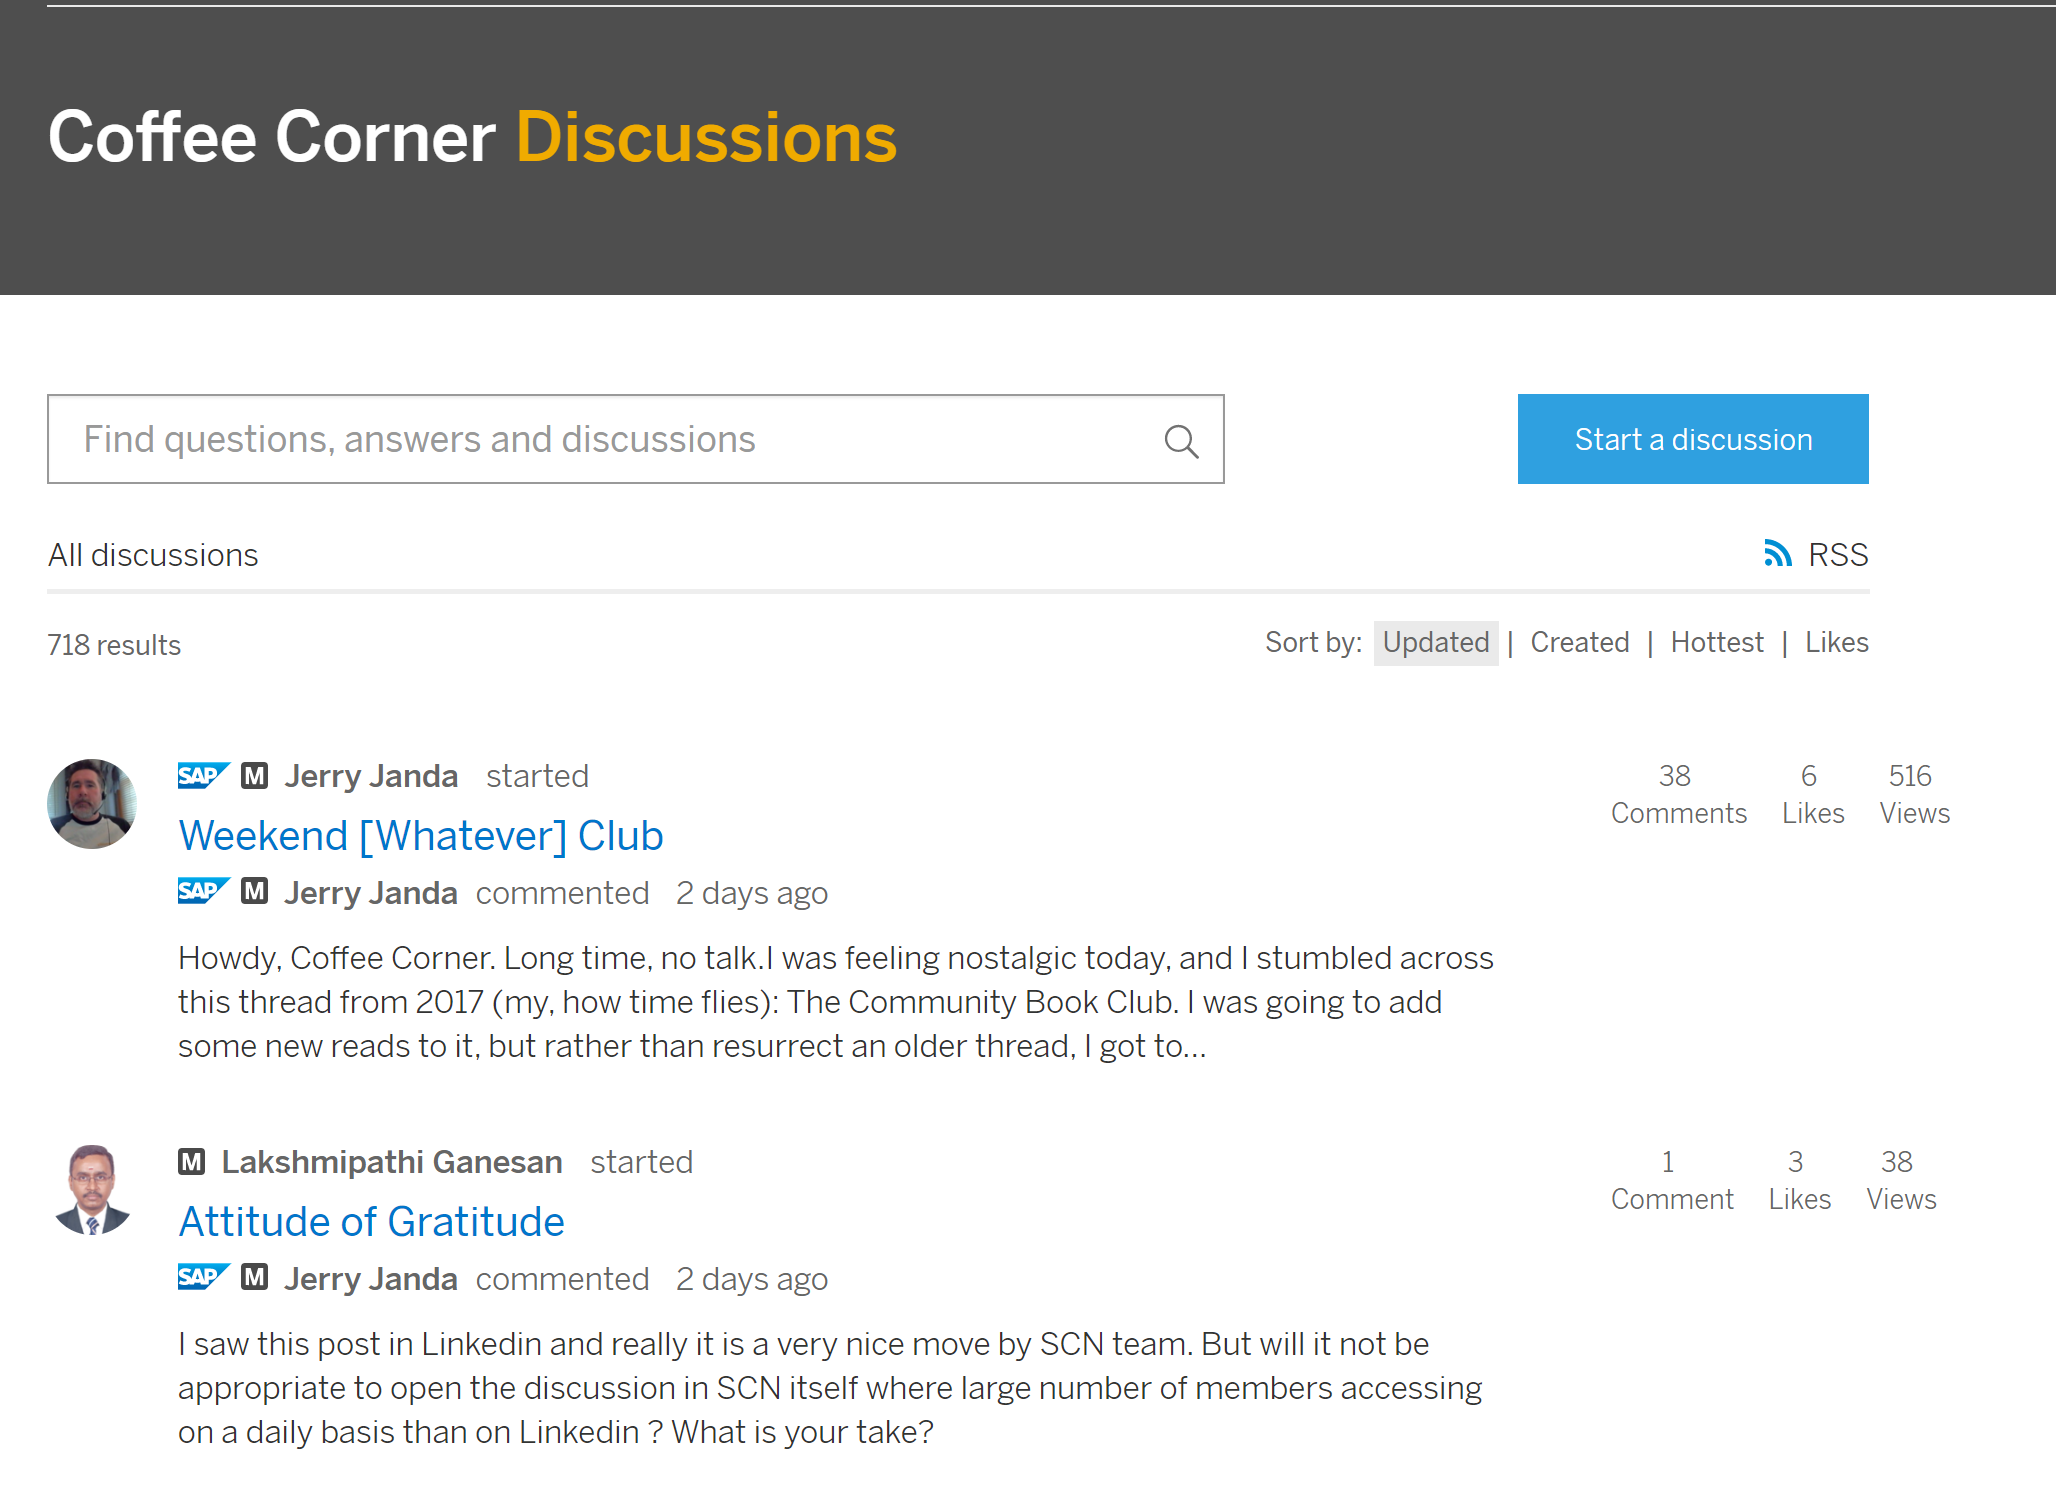 Coffee Corner Discussions
Find questions, answers and discussions
Start a discussion
All discussions
RSS
718 results
Sort by: Updated | Created | Hottest | Likes
SAP M Jerry Janda started
38 Comments 6 Likes 516 Views
Weekend [Whatever] Club
SAP M Jerry Janda commented 2 days ago
Howdy, Coffee Corner. Long time, no talk.I was feeling nostalgic today, and I stumbled across
this thread from 2017 (my, how time flies): The Community Book Club. I was going to add
some new reads to it, but rather than resurrect an older thread, I got to...
M Lakshmipathi Ganesan started
1 Comment 3 Likes 38 Views
Attitude of Gratitude
SAP M Jerry Janda commented 2 days ago
I saw this post in Linkedin and really it is a very nice move by SCN team. But will it not be
appropriate to open the discussion in SCN itself where large number of members accessing
on a daily basis than on Linkedin ? What is your take?